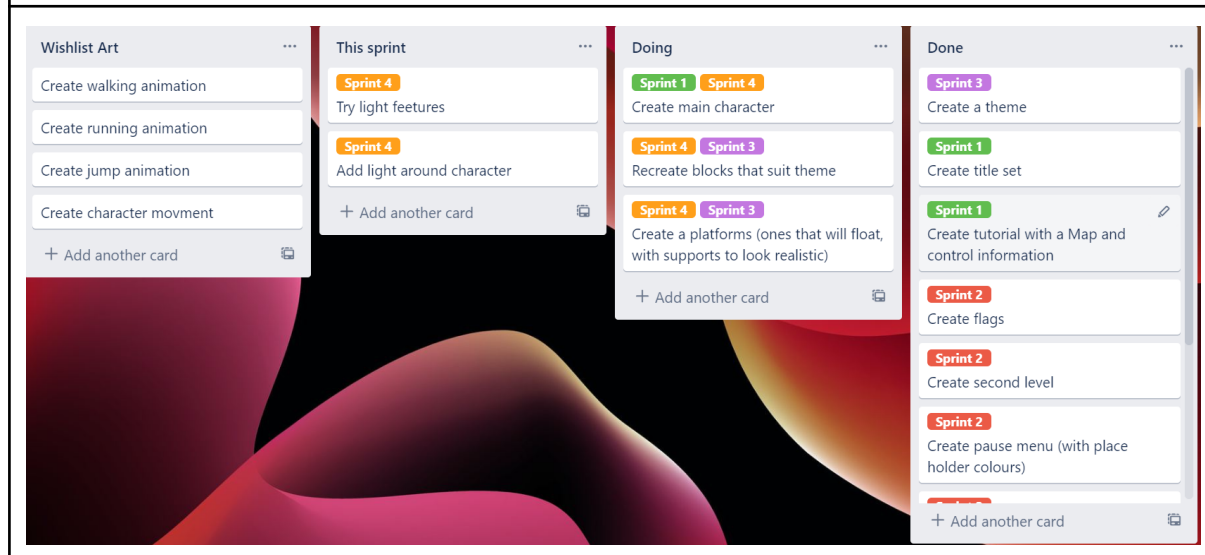 Wishlist Art
Create walking animation
Create running animation
Create jump animation
Create character movment
+ Add another card
This sprint
Sprint 4
Try light feetures
Sprint 4
Add light around character
+ Add another card
Doing
Sprint 1 Sprint 4
Create main character
Sprint 4 Sprint 3
Recreate blocks that suit theme
Sprint 4 Sprint 3
Create a platforms (ones that will float,
with supports to look realistic)
+ Add another card
Done
Sprint 3
Create a theme
Sprint 1
Create title set
Sprint 1
Create tutorial with a Map and
control information
Sprint 2
Create flags
Sprint 2
Create second level
Sprint 2
Create pause menu (with place
holder colours)
+ Add another card